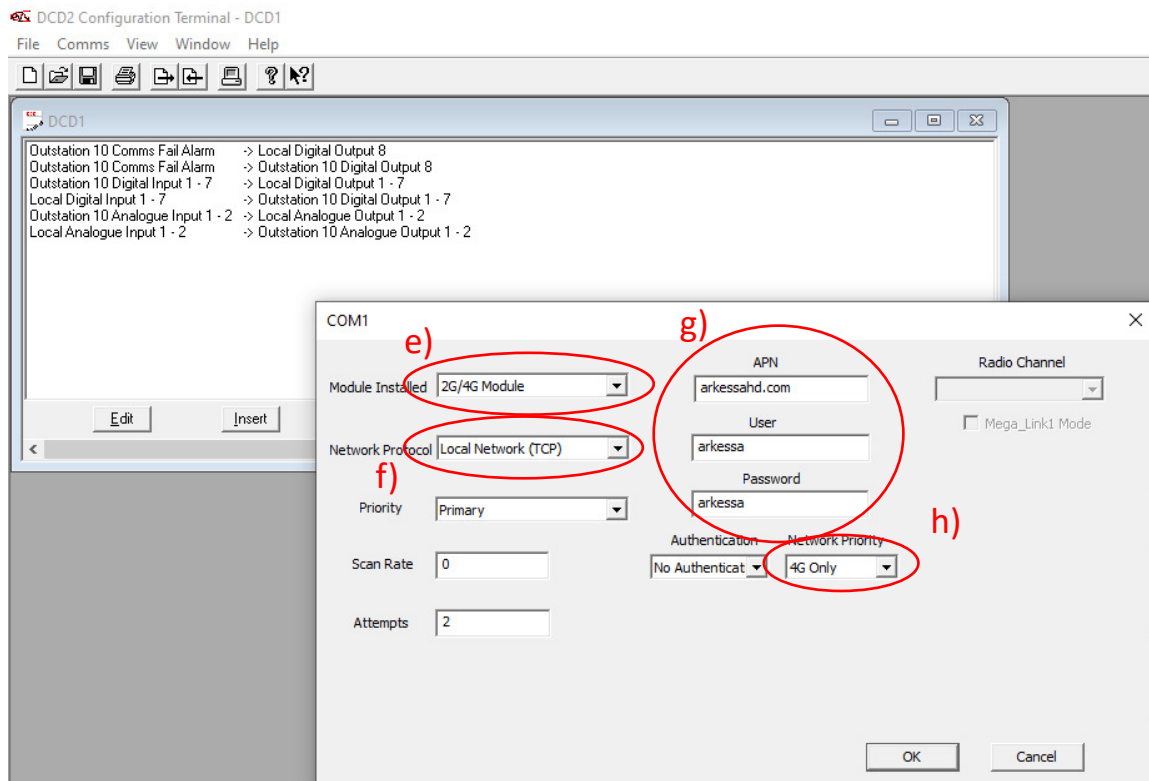 DCD2 Configuration Terminal - DCD1
File Comms View Window Help
DCD1
Outstation 10 Comms Fail Alarm -> Local Digital Output 8
Outstation 10 Comms Fail Alarm -> Outstation 10 Digital Output 8
Outstation 10 Digital Input 1 - 7 -> Local Digital Output 1 - 7
Local Digital Input 1 - 7 -> Outstation 10 Digital Output 1 - 7
Outstation 10 Analogue Input 1 - 2 -> Local Analogue Output 1 - 2
Local Analogue Input 1 - 2 -> Outstation 10 Analogue Output 1 - 2
Edit Insert
COM1
e)
g)
APN
Radio Channel
Module Installed 2G/4G Module
arkessahd.com
User
Mega_Link1 Mode
Network Protocol Local Network (TCP)
arkessa
f)
Password
Priority Primary
arkessa
h)
Authentication Network Priority
Scan Rate 0
No Authenticat 4G Only
Attempts 2
OK Cancel